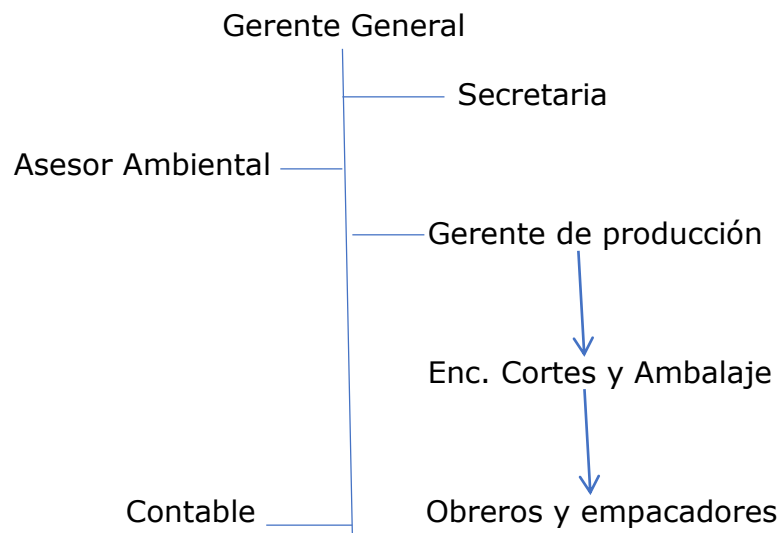 Gerente General
Secretaria
Asesor Ambiental
Gerente de producción
Enc. Cortes y Ambalaje
Contable
Obreros y empacadores